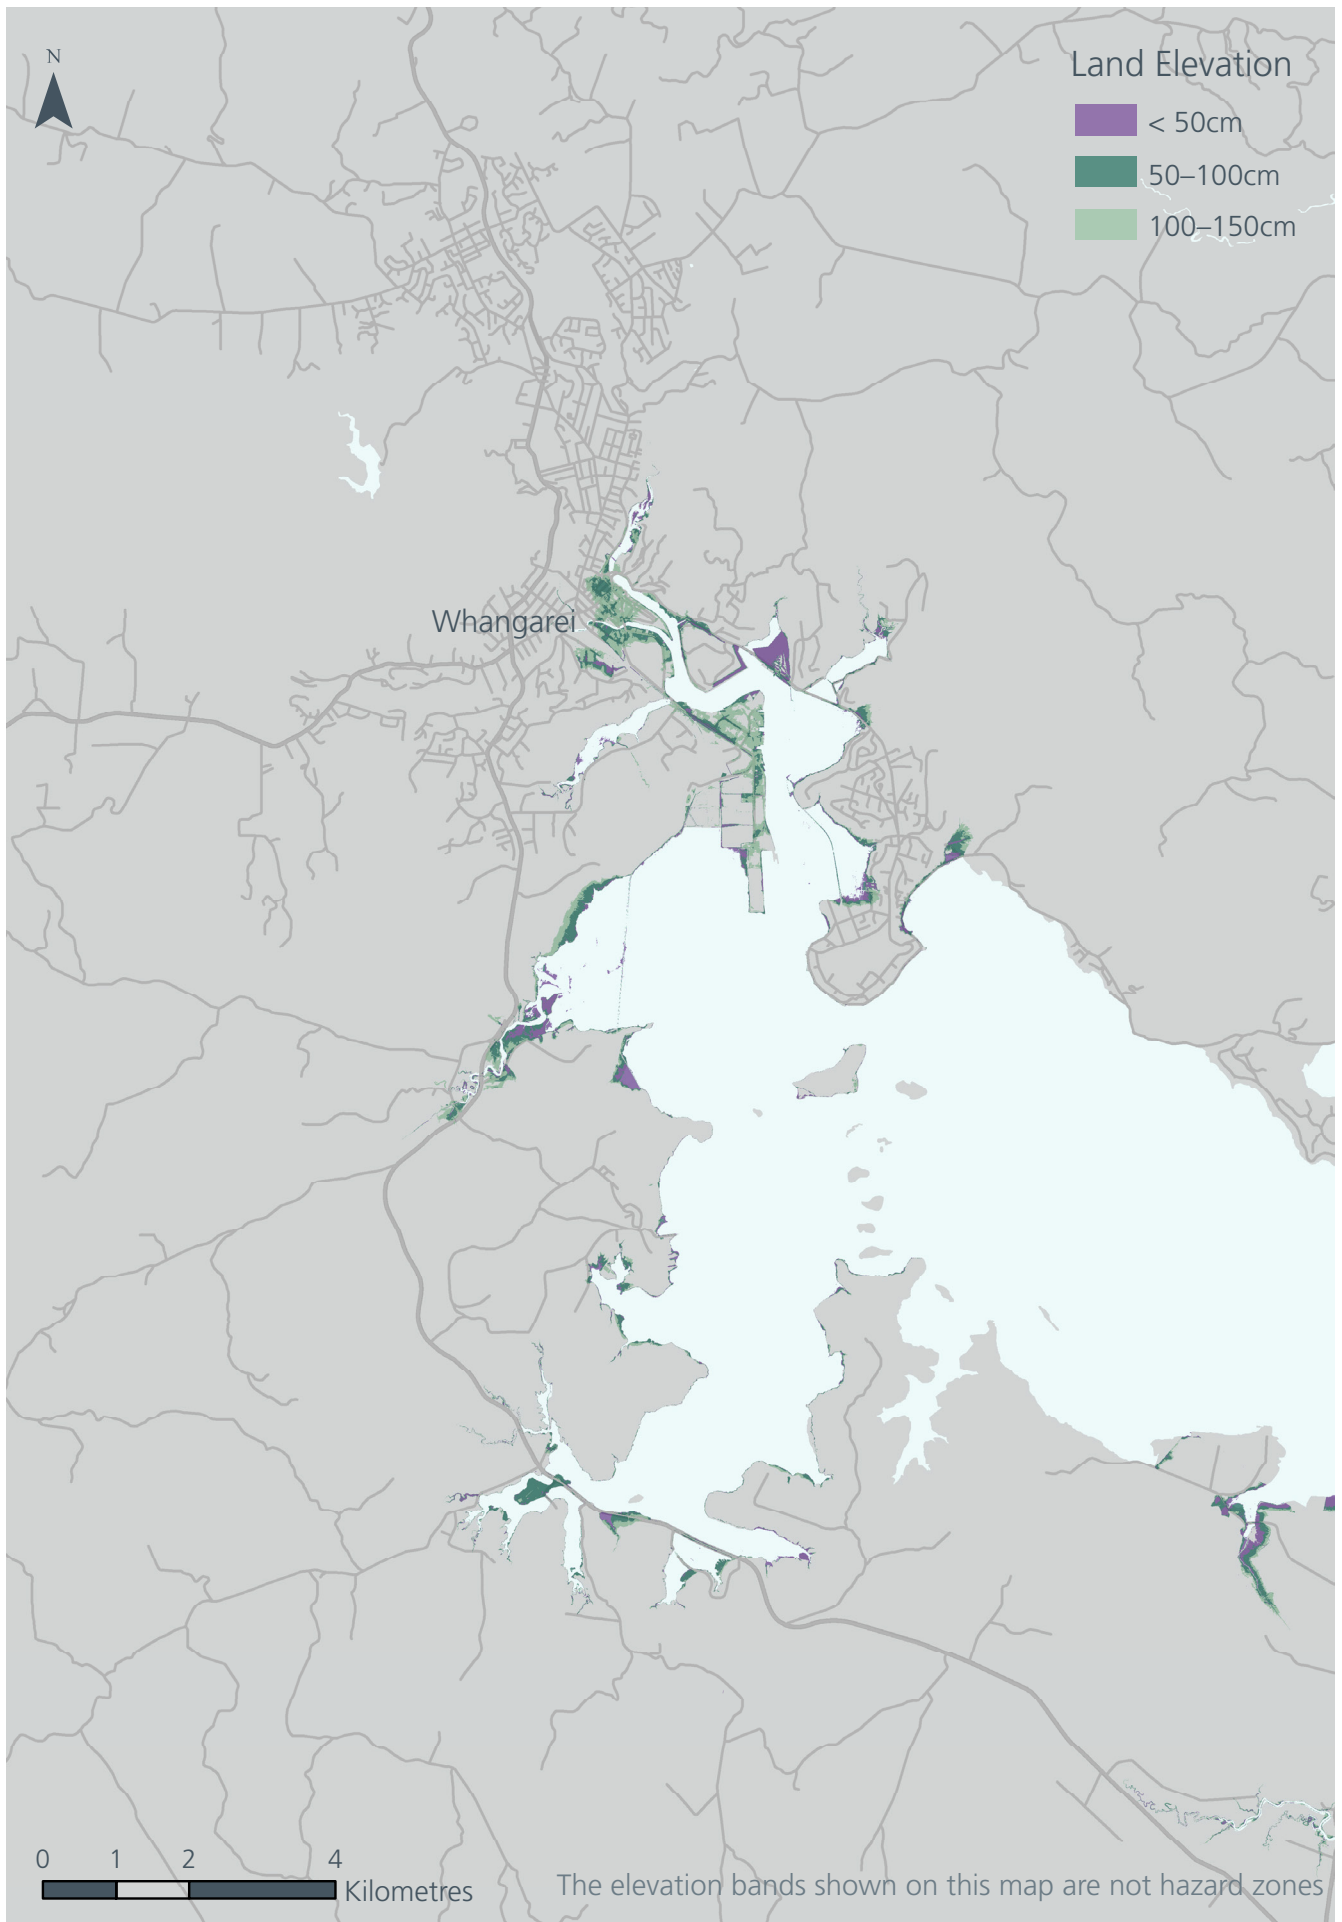 N
Land Elevation
< 50cm
50–100cm
100–150cm
Whangarei
0 1 2 4
Kilometres
The elevation bands shown on this map are not hazard zones